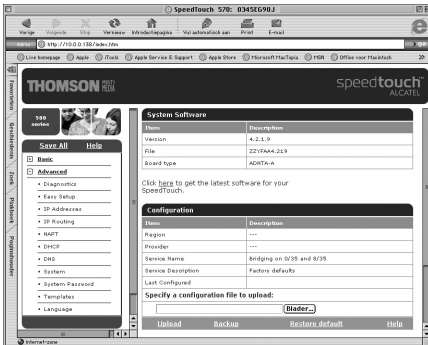 SpeedTouch 570: 0345EG90J
Vorige Volgende Stop Vernieuw Introductiepagina Vul automatisch aan Print E-mail
Adres http://10.0.0.138/index.htm
Live homepage Apple iTools Apple Service & Support Apple Store Microsoft MacTopia MSN Office voor Macintosh
Favorieten
Geschiedenis
Zoek
Plakboek
Paginahouder
THOMSON MULTI MEDIA
speedtouch™
ALCATEL
500 series
Save All Help
Basic
Advanced
• Diagnostics
• Easy Setup
• IP Addresses
• IP Routing
• NAPT
• DHCP
• DNS
• System
• System Password
• Templates
• Language
System Software
Item Description
Version 4.2.1.9
File ZZYFAA4.219
Board type ADNTA-A
Click here to get the latest software for your
SpeedTouch.
Configuration
Item Description
Region ---
Provider ---
Service Name Bridging on 0/35 and 8/35
Service Description Factory defaults
Last Configured
Specify a configuration file to upload:
Blader...
Upload Backup Restore default Help
Internetzone